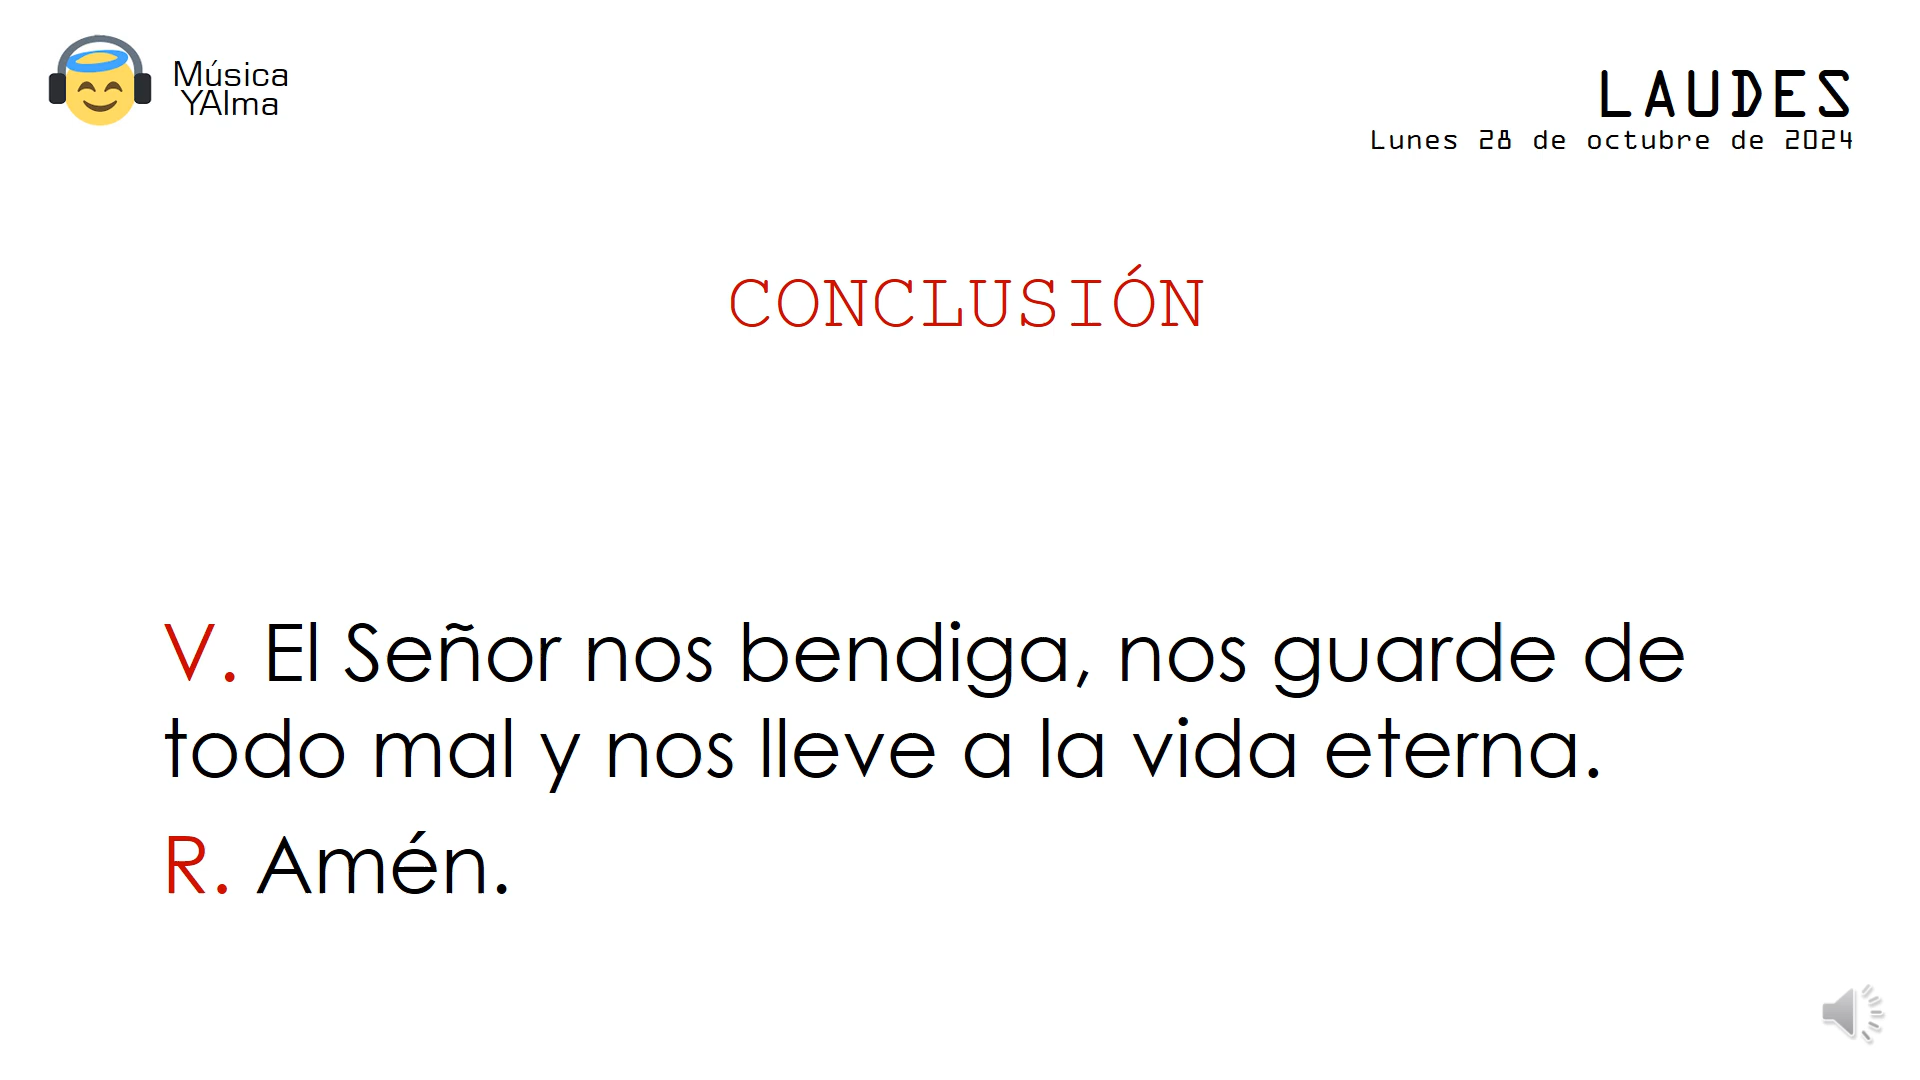 Música
YAlma
LAUDES
Lunes 28 de octubre de 2024
CONCLUSIÓN
V. El Señor nos bendiga, nos guarde de
todo mal y nos lleve a la vida eterna.
R. Amén.